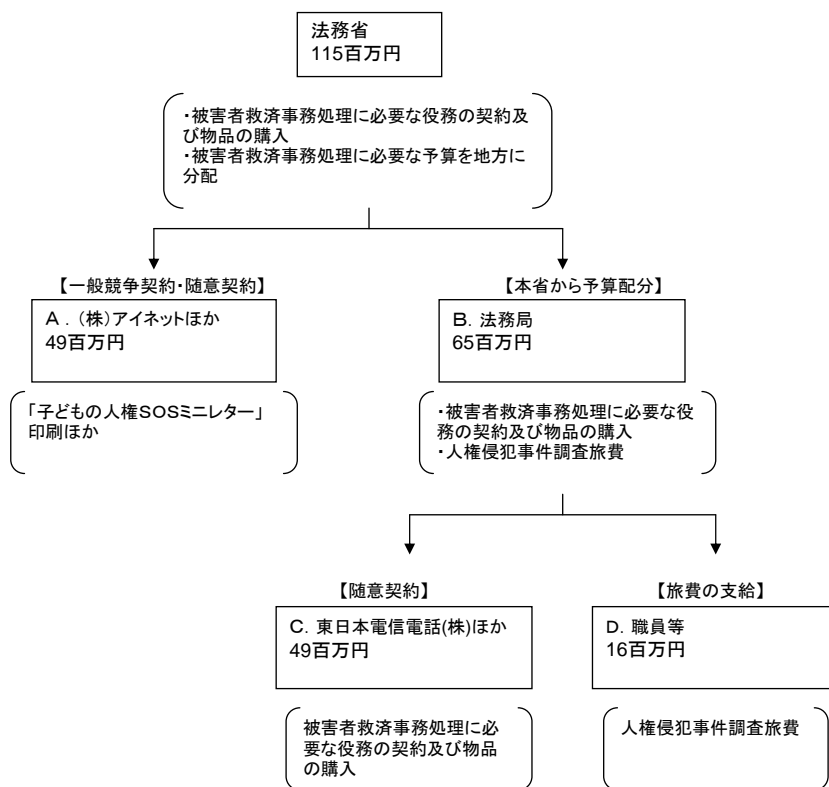 法務省
115百万円
・被害者救済事務処理に必要な役務の契約及
び物品の購入
・被害者救済事務処理に必要な予算を地方に
分配
【一般競争契約・随意契約】
【本省から予算配分】
A．（株）アイネットほか
49百万円
B．法務局
65百万円
「子どもの人権SOSミニレター」
印刷ほか
・被害者救済事務処理に必要な役
務の契約及び物品の購入
・人権侵犯事件調査旅費
【随意契約】
【旅費の支給】
C．東日本電信電話(株)ほか
49百万円
D．職員等
16百万円
被害者救済事務処理に必
要な役務の契約及び物品
の購入
人権侵犯事件調査旅費